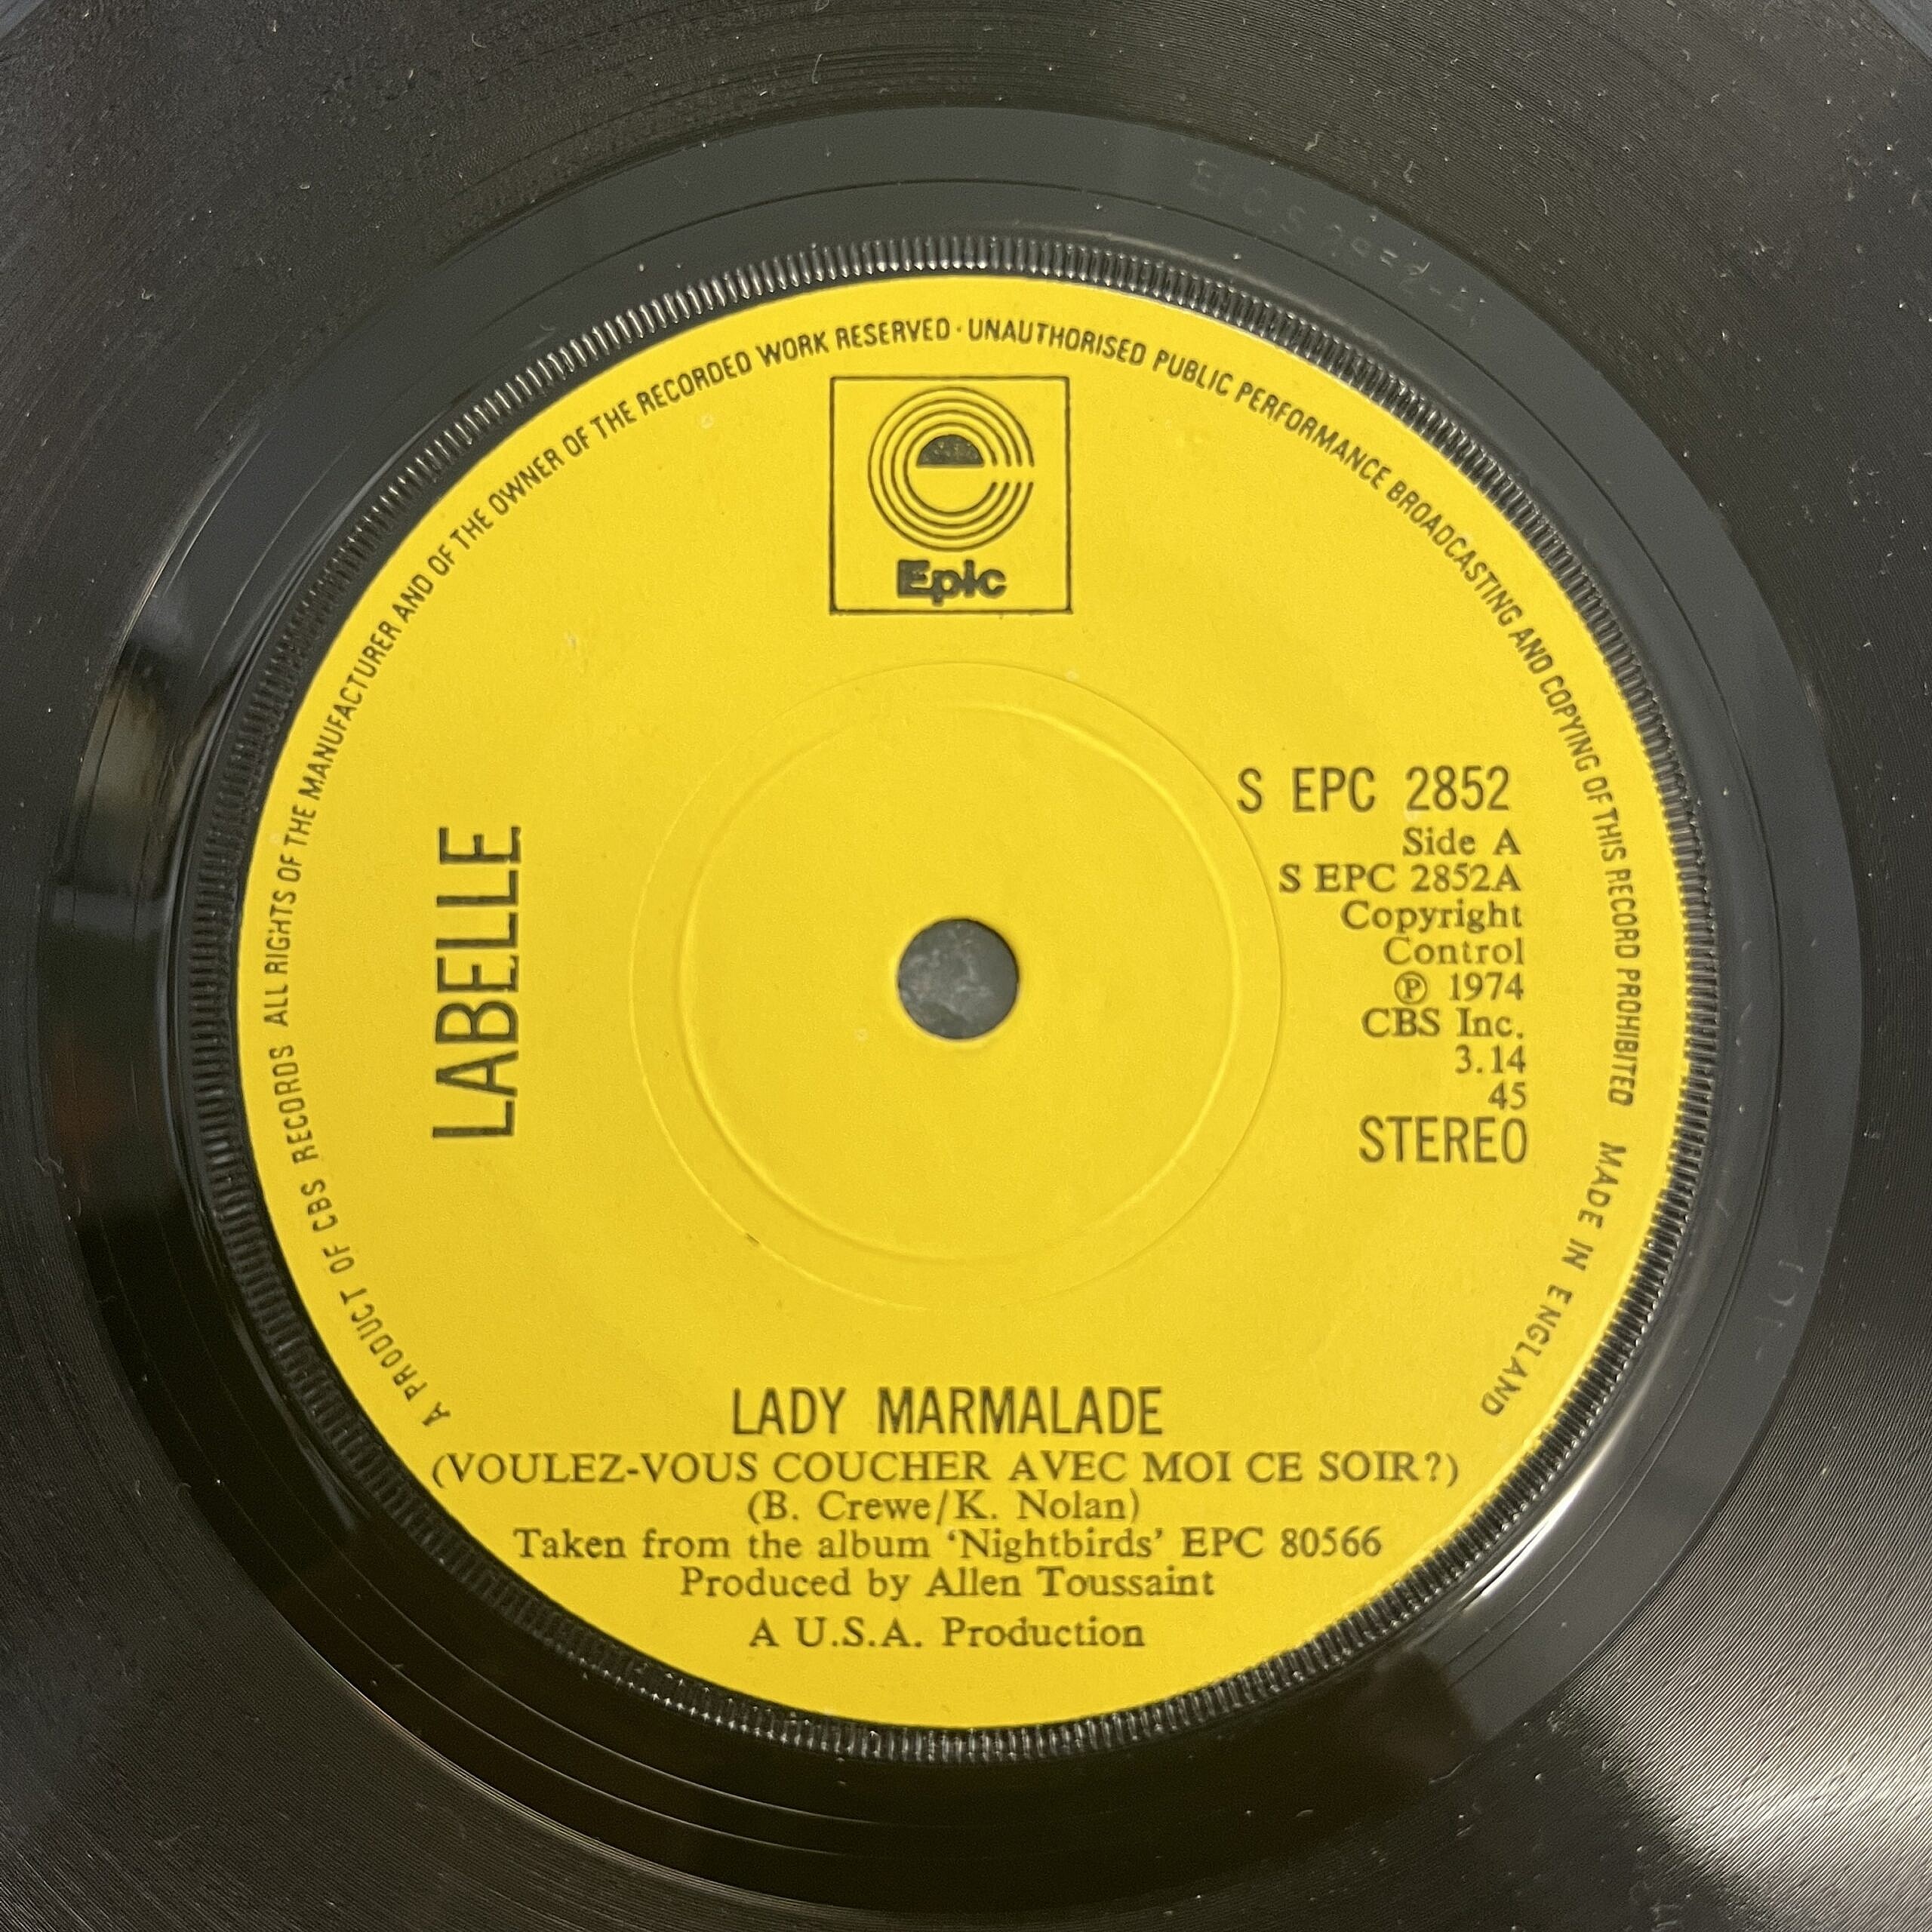 A PRODUCT OF CBS RECORDS ALL RIGHTS OF THE MANUFACTURER AND OF THE OWNER OF THE RECORDED WORK RESERVED · UNAUTHORISED PUBLIC PERFORMANCE BROADCASTING AND COPYING OF THIS RECORD PROHIBITED MADE IN ENGLAND
Epic
LABELLE
S EPC 2852
Side A
S EPC 2852A
Copyright
Control
℗ 1974
CBS Inc.
3.14
45
STEREO
LADY MARMALADE
(VOULEZ-VOUS COUCHER AVEC MOI CE SOIR?)
(B. Crewe/K. Nolan)
Taken from the album ‘Nightbirds’ EPC 80566
Produced by Allen Toussaint
A U.S.A. Production